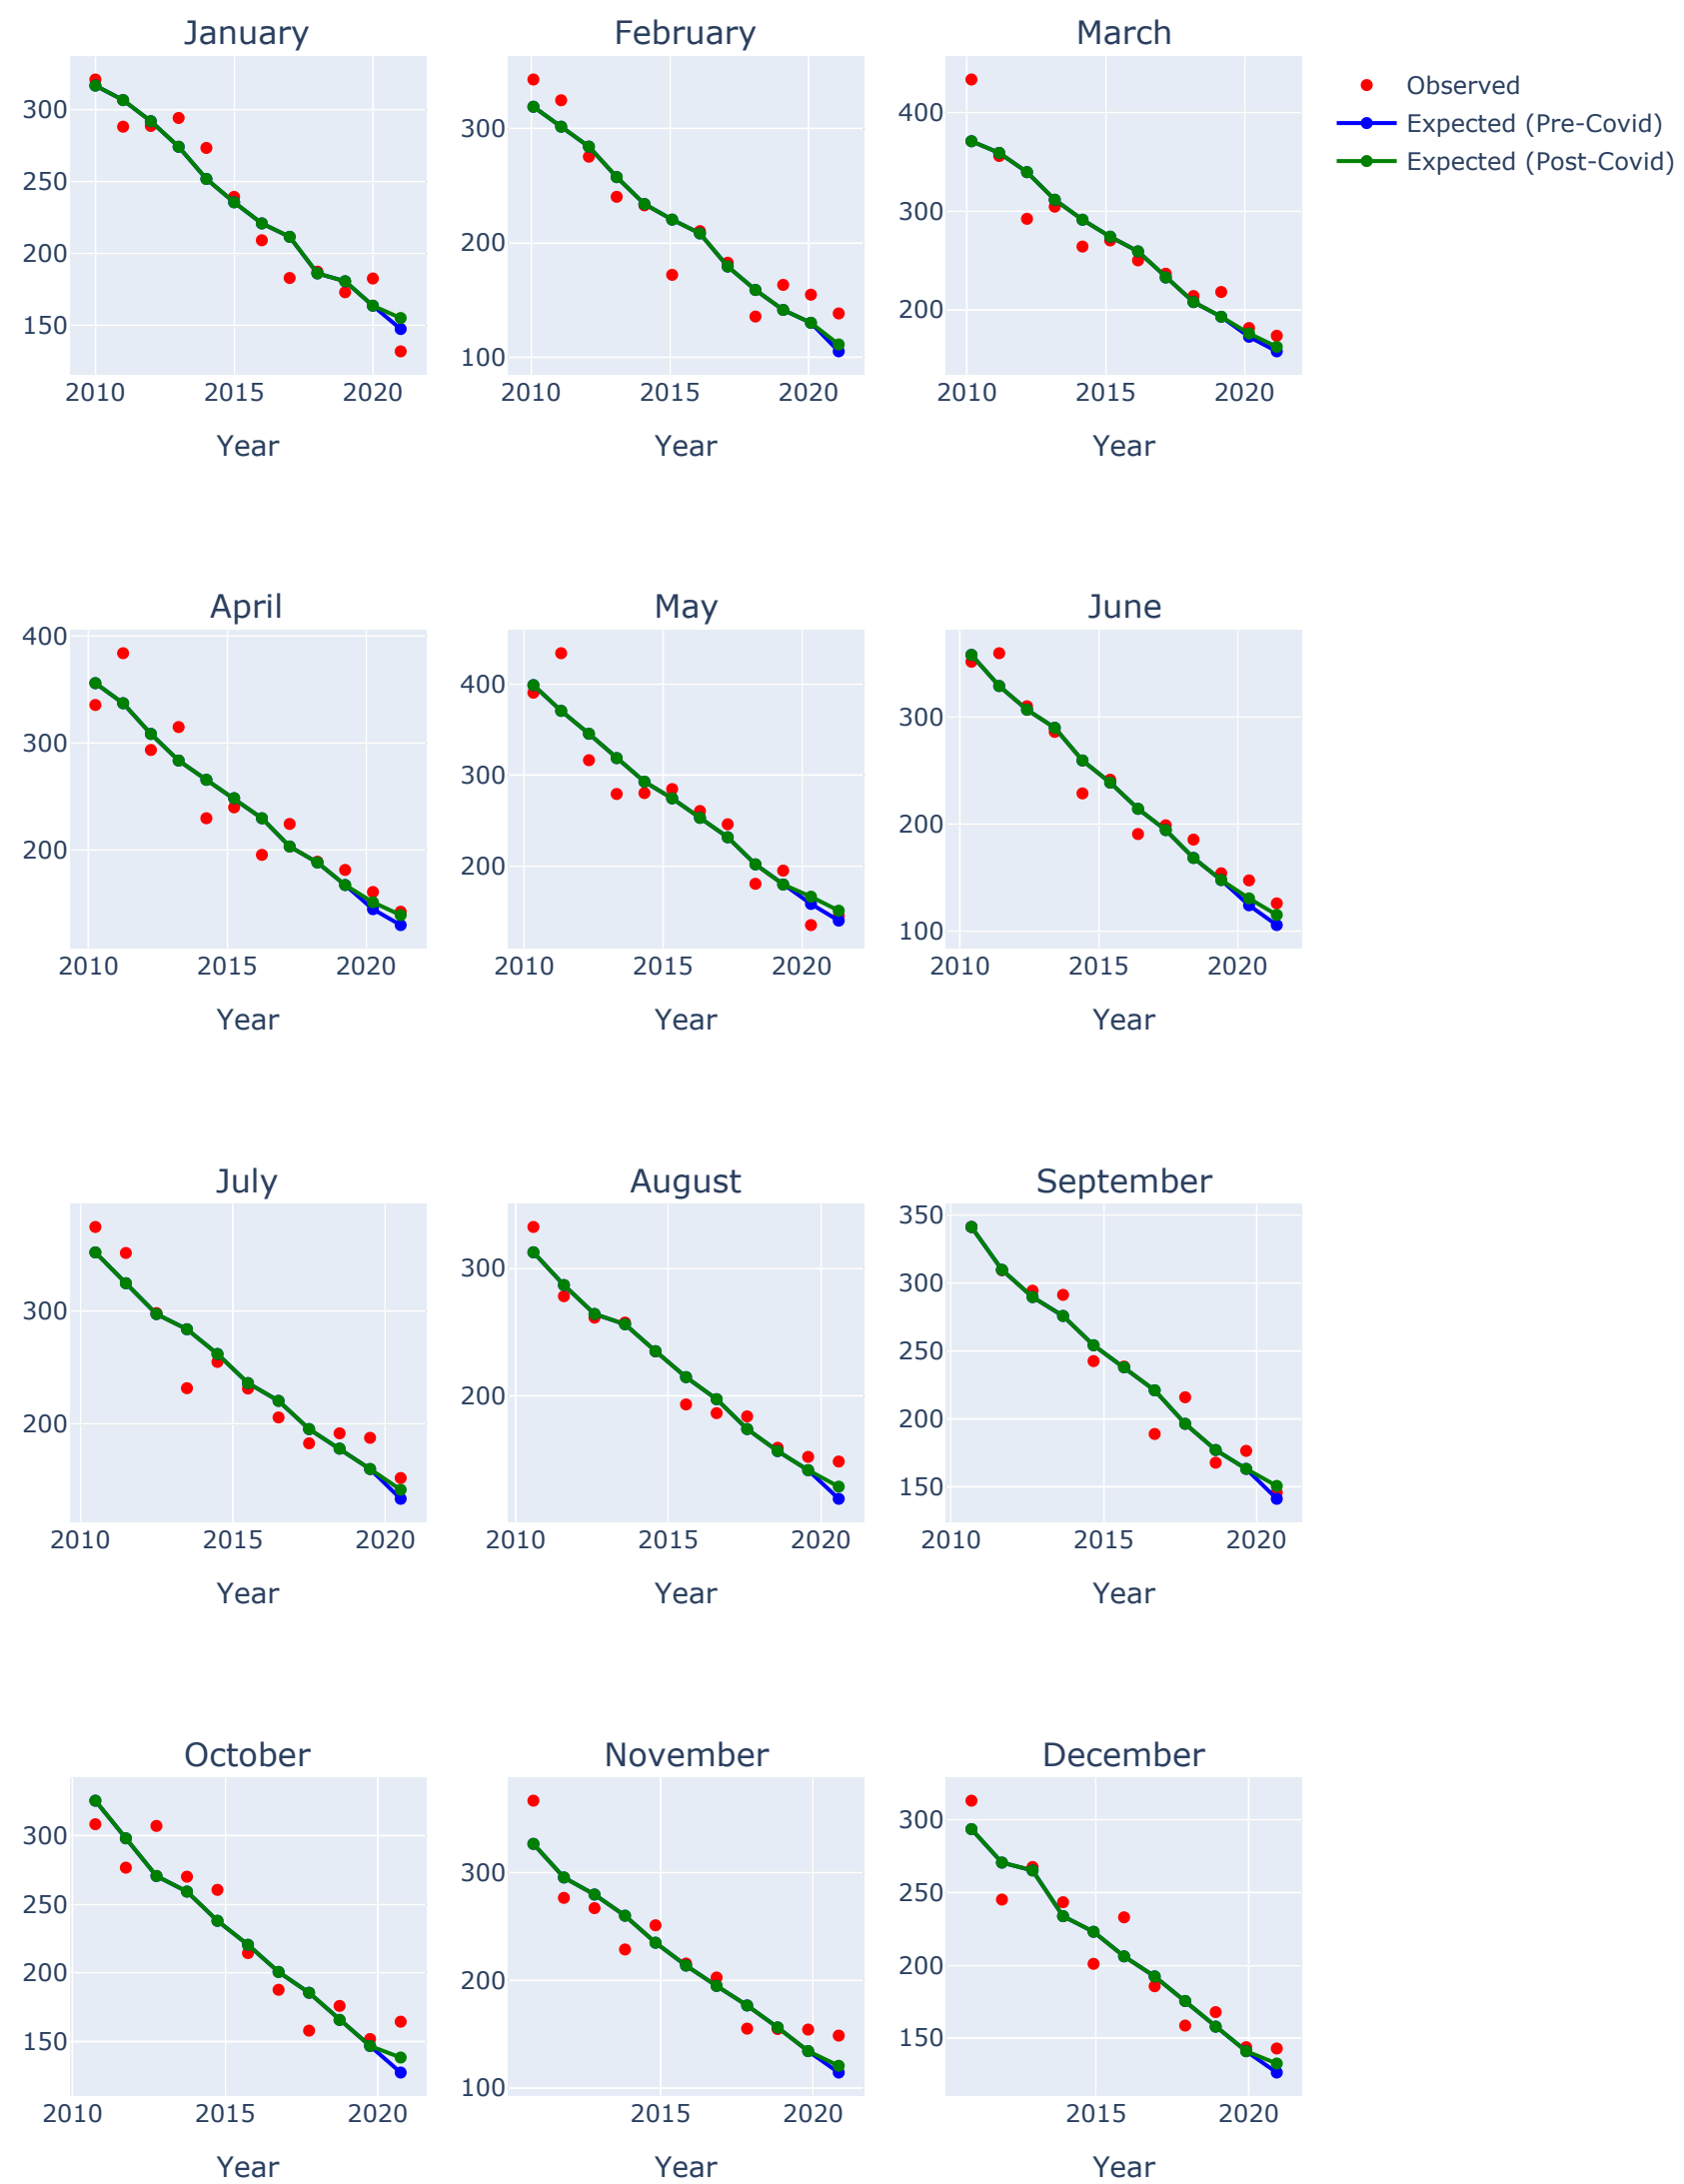 January
February
March
Observed
Expected (Pre-Covid)
Expected (Post-Covid)
300
250
200
150
2010
2015
2020
Year
300
200
100
2010
2015
2020
Year
400
300
200
2010
2015
2020
Year
April
May
June
400
300
200
2010
2015
2020
Year
400
300
200
2010
2015
2020
Year
300
200
100
2010
2015
2020
Year
July
August
September
300
200
2010
2015
2020
Year
300
200
2010
2015
2020
Year
350
300
250
200
150
2010
2015
2020
Year
October
November
December
300
250
200
150
2010
2015
2020
Year
300
200
100
2015
2020
Year
300
250
200
150
2015
2020
Year